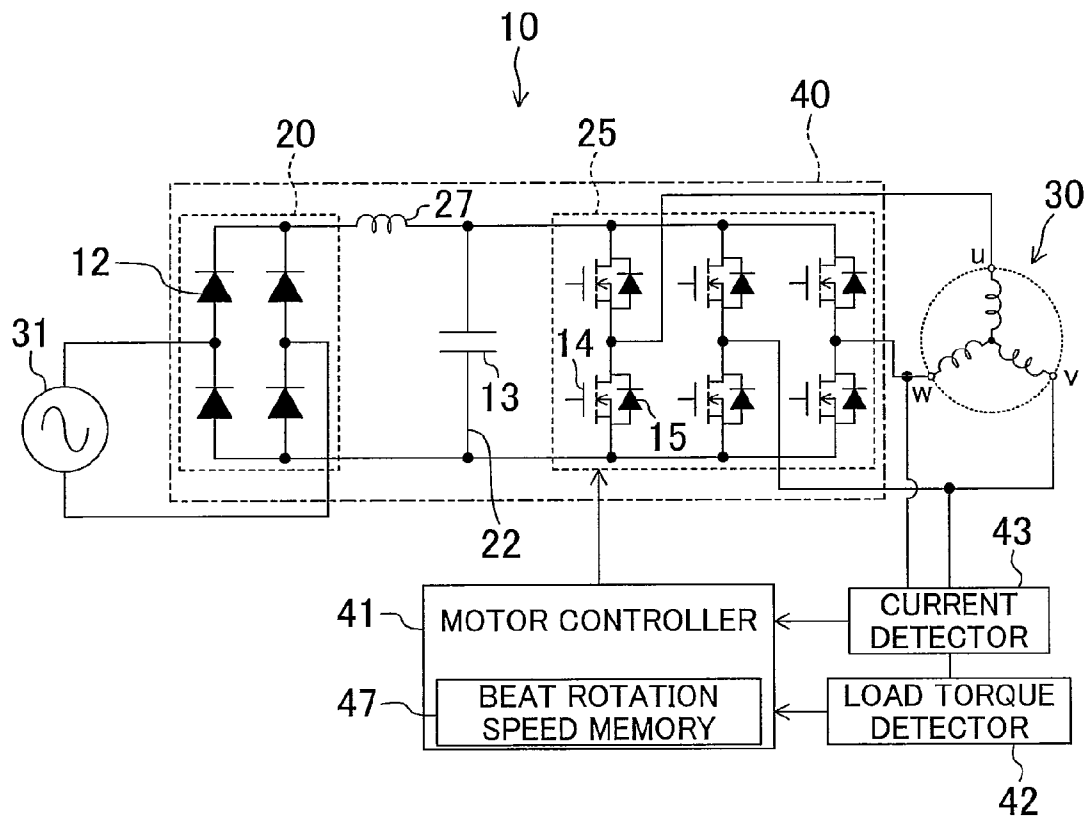 10
40
20
25
27
30
12
u
31
14
13
w
v
15
22
43
41
MOTOR CONTROLLER
CURRENT
DETECTOR
47
BEAT ROTATION
SPEED MEMORY
LOAD TORQUE
DETECTOR
42